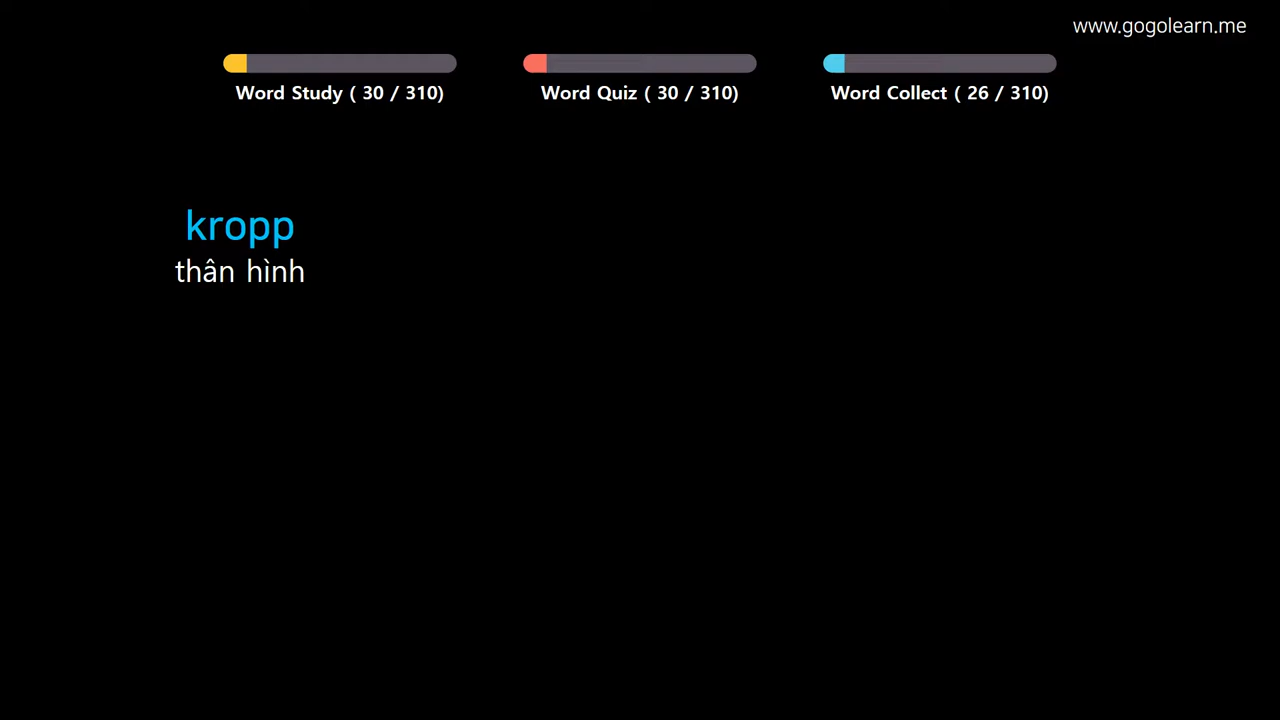 www.gogolearn.me
Word Study ( 30 / 310)
Word Quiz ( 30 / 310)
Word Collect ( 26 / 310)
kropp
thân hình